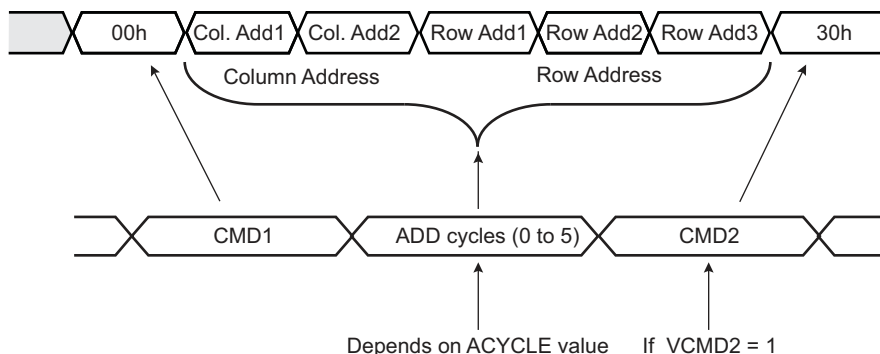 00h Col. Add1 Col. Add2 Row Add1 Row Add2 Row Add3 30h
Column Address Row Address
CMD1 ADD cycles (0 to 5) CMD2
Depends on ACYCLE value If VCMD2 = 1